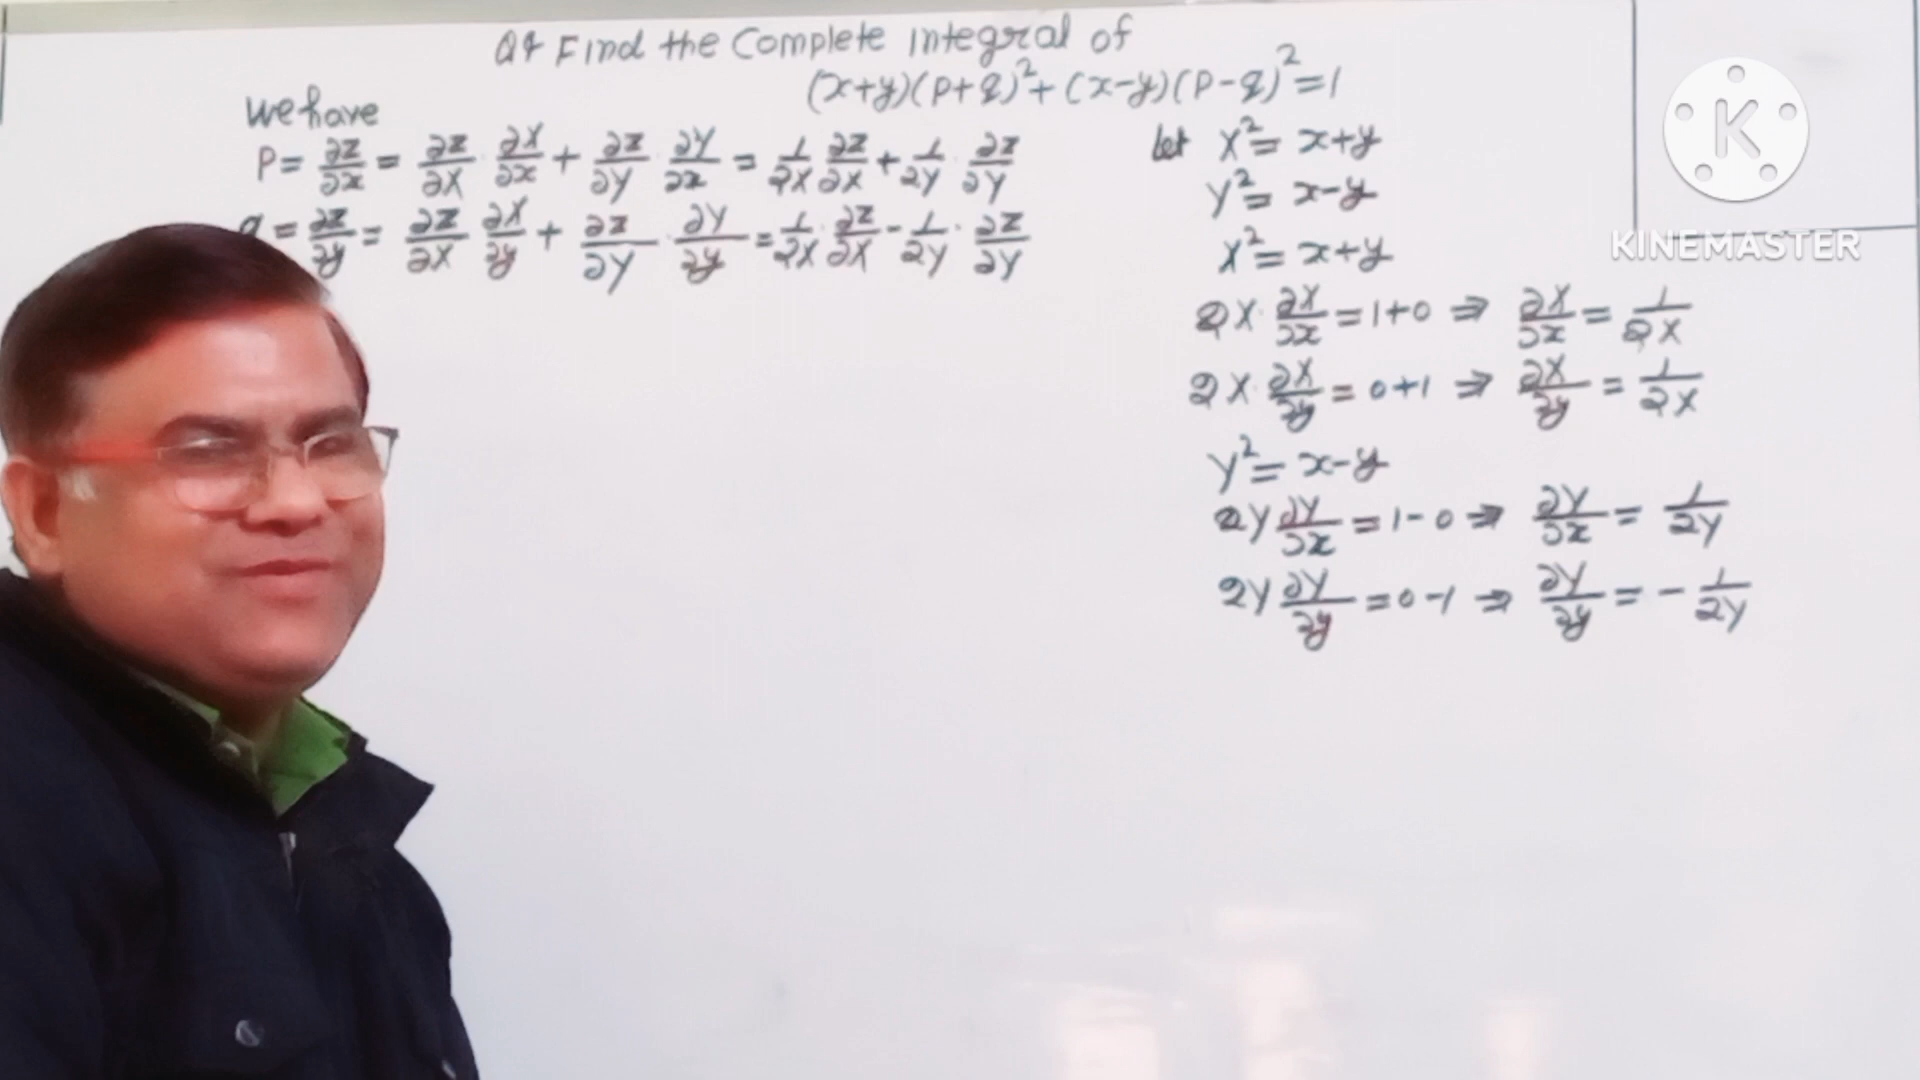 Q4 Find the Complete integral of
(x+y)(P+q)²+(x-y)(P-q)²=1
we have
P = ∂z/∂x = ∂z/∂X · ∂X/∂x + ∂z/∂Y · ∂Y/∂x = 1/2X ∂z/∂X + 1/2Y · ∂z/∂Y
q = ∂z/∂y = ∂z/∂X ∂X/∂y + ∂z/∂Y · ∂Y/∂y = 1/2X · ∂z/∂X - 1/2Y · ∂z/∂Y
let X² = x+y
Y² = x-y
X² = x+y
2X · ∂X/∂x = 1+0 ⇒ ∂X/∂x = 1/2X
2X · ∂X/∂y = 0+1 ⇒ ∂X/∂y = 1/2X
Y² = x-y
2Y ∂Y/∂x = 1-0 ⇒ ∂Y/∂x = 1/2Y
2Y ∂Y/∂y = 0-1 ⇒ ∂Y/∂y = - 1/2Y
K
KINEMASTER